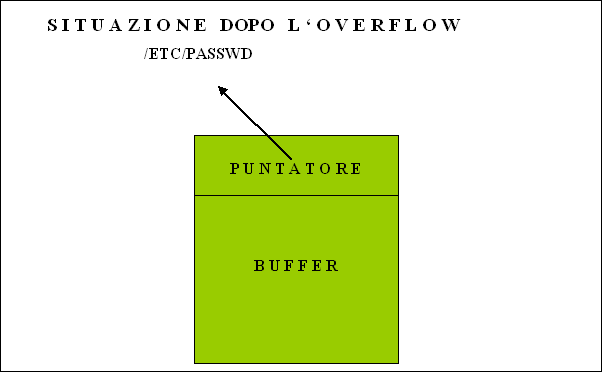 SITUAZIONE DOPO L‘OVERFLOW
/ETC/PASSWD
PUNTATORE
BUFFER